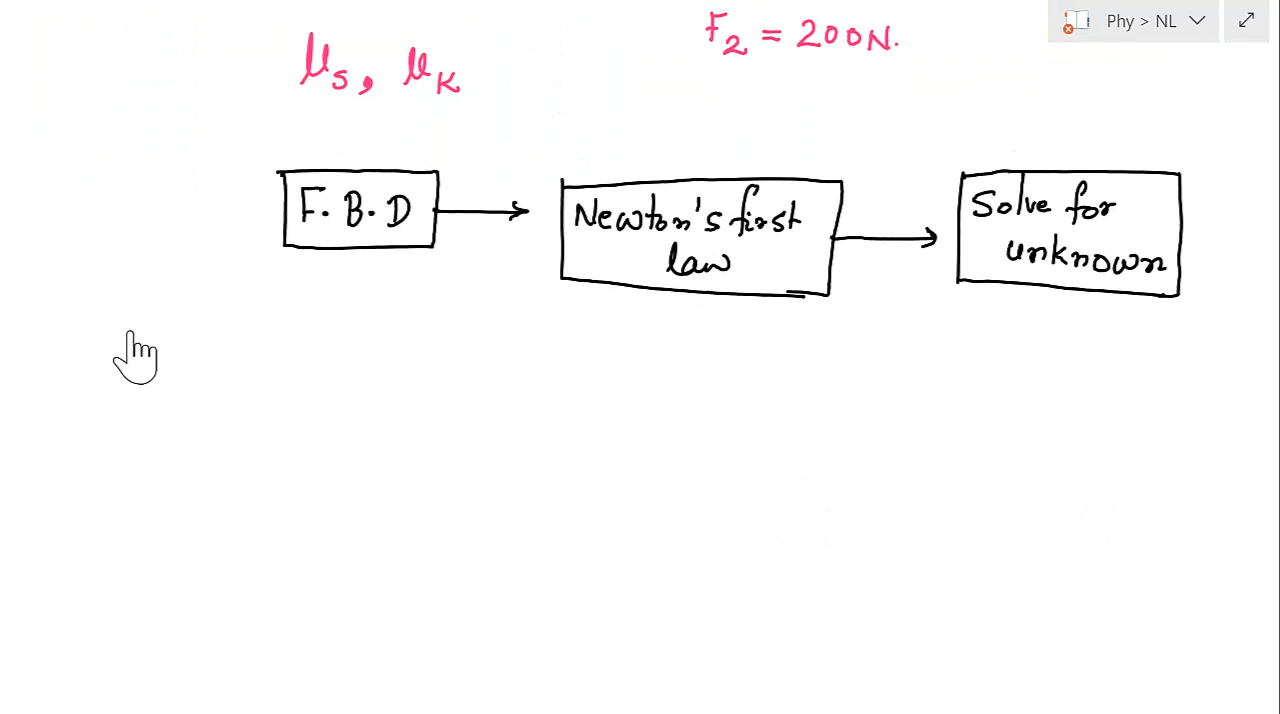 Phy > NL
F2 = 200N.
μs, μk
F. B. D
Newton's first
law
Solve for
unknown